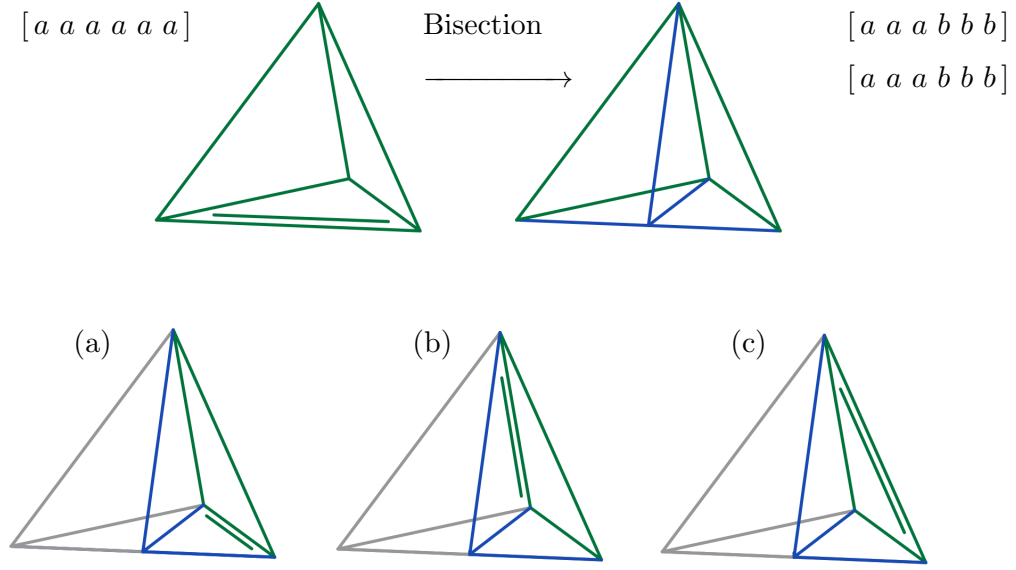 [ a a a a a a ]
Bisection
[ a a a b b b ]
[ a a a b b b ]
(a)
(b)
(c)